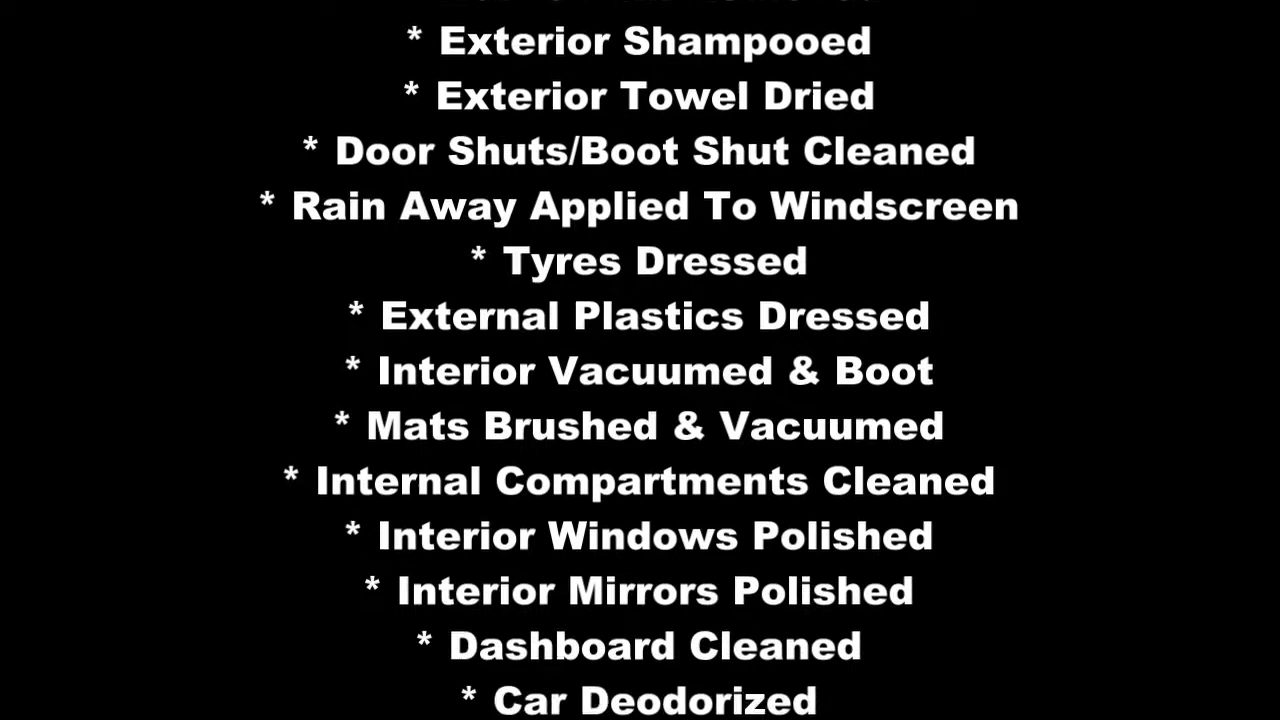 * Exterior Shampooed
* Exterior Towel Dried
* Door Shuts/Boot Shut Cleaned
* Rain Away Applied To Windscreen
* Tyres Dressed
* External Plastics Dressed
* Interior Vacuumed & Boot
* Mats Brushed & Vacuumed
* Internal Compartments Cleaned
* Interior Windows Polished
* Interior Mirrors Polished
* Dashboard Cleaned
* Car Deodorized